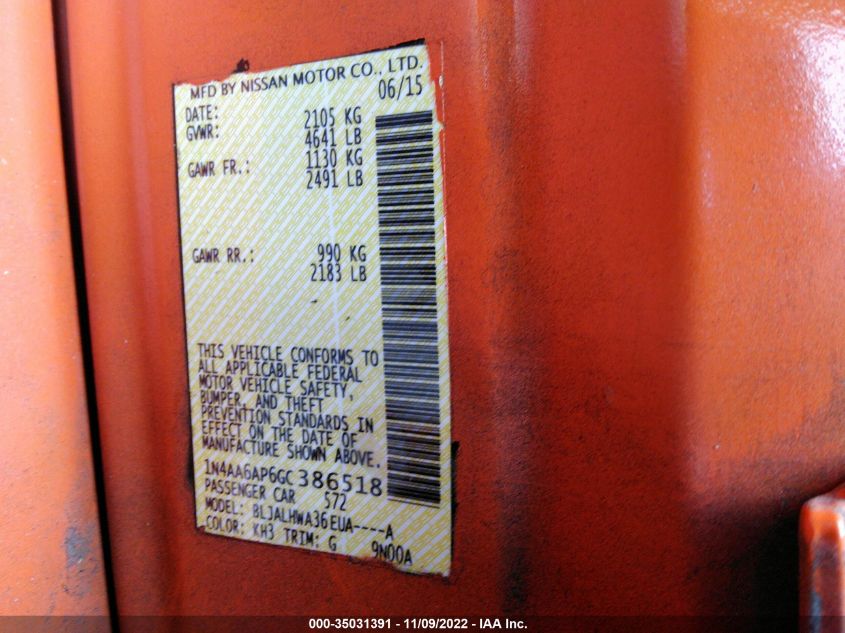 MFD BY NISSAN MOTOR CO., LTD.
DATE: 06/15
GVWR: 2105 KG
4641 LB
GAWR FR.: 1130 KG
2491 LB
GAWR RR.: 990 KG
2183 LB
THIS VEHICLE CONFORMS TO
ALL APPLICABLE FEDERAL
MOTOR VEHICLE SAFETY,
BUMPER, AND THEFT
PREVENTION STANDARDS IN
EFFECT ON THE DATE OF
MANUFACTURE SHOWN ABOVE.
1N4AA6AP6GC386518
PASSENGER CAR 572
MODEL: BLJALHWA36EUA----A
COLOR: KH3 TRIM: G 9N00A
000-35031391 - 11/09/2022 - IAA Inc.